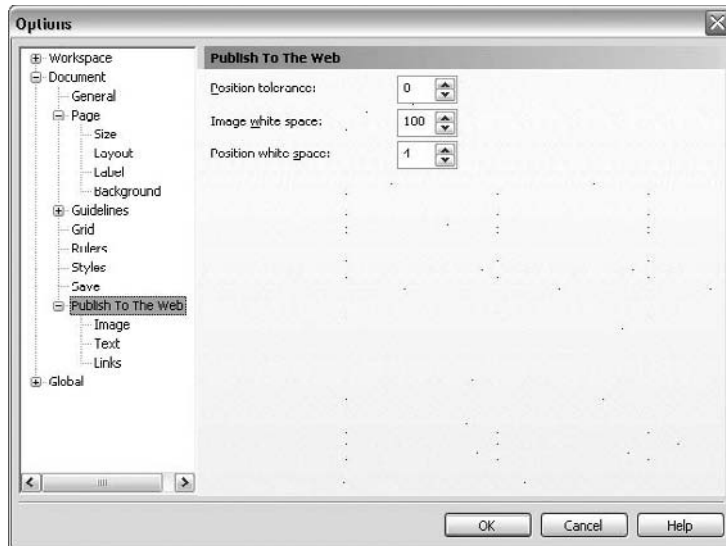 Options
Workspace
Document
General
Page
Size
Layout
Label
Background
Guidelines
Grid
Rulers
Styles
Save
Publish To The Web
Image
Text
Links
Global
Publish To The Web
Position tolerance: 0
Image white space: 100
Position white space: 4
OK Cancel Help